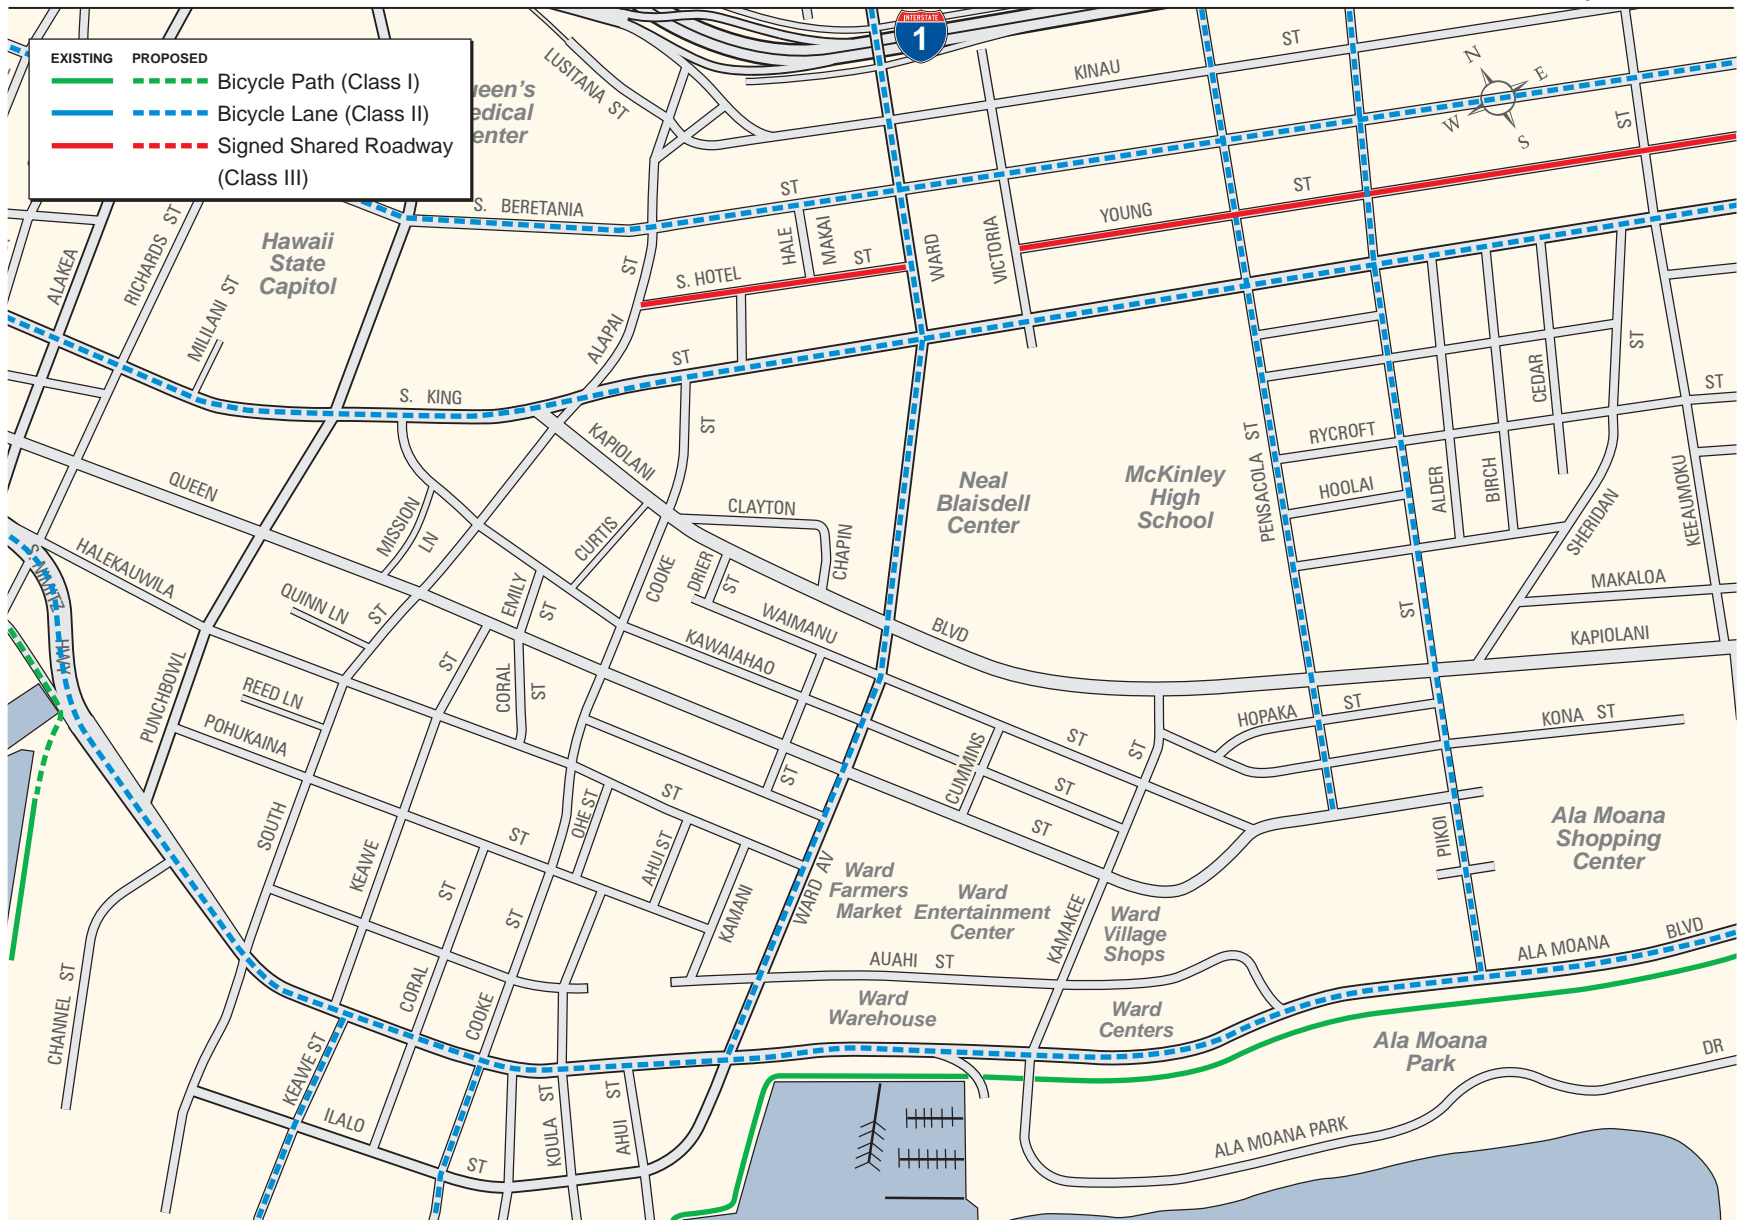 EXISTING PROPOSED
Bicycle Path (Class I)
Bicycle Lane (Class II)
Signed Shared Roadway
(Class III)
INTERSTATE
1
LUSITANA ST
KINAU
ST
N
E
W
S
ST
S. BERETANIA
ST
YOUNG
ST
RICHARDS ST
ALAKEA
MILILANI ST
Hawaii
State
Capitol
ALAPAI
ST
S. HOTEL
ST
HALE
MAKAI
WARD
VICTORIA
S. KING
ST
ST
KAPIOLANI
CLAYTON
CHAPIN
CURTIS
COOKE
DRIER
ST
QUEEN
MISSION
LN
HALEKAUWILA
QUINN LN
ST
EMILY
ST
S. NIMITZ
HWY
PUNCHBOWL
REED LN
POHUKAINA
CORAL
ST
ST
WAIMANU
KAWAIAHAO
BLVD
Neal
Blaisdell
Center
McKinley
High
School
PENSACOLA ST
RYCROFT
HOOLAI
ALDER
BIRCH
CEDAR
ST
ST
SHERIDAN
KEEAUMOKU
MAKALOA
KAPIOLANI
ST
HOPAKA
ST
KONA ST
ST
ST
ST
ST
CUMMINS
ST
SOUTH
KEAWE
ST
ST
ST
OHE ST
ST
AHUI ST
KAMANI
WARD AV
Ward
Farmers
Market
Ward
Entertainment
Center
KAMAKEE
Ward
Village
Shops
PIIKOI
Ala Moana
Shopping
Center
ALA MOANA
BLVD
AUAHI ST
Ward
Warehouse
Ward
Centers
Ala Moana
Park
DR
ALA MOANA PARK
CHANNEL ST
CORAL
COOKE
KEAWE ST
ILALO
ST
KOULA ST
AHUI ST